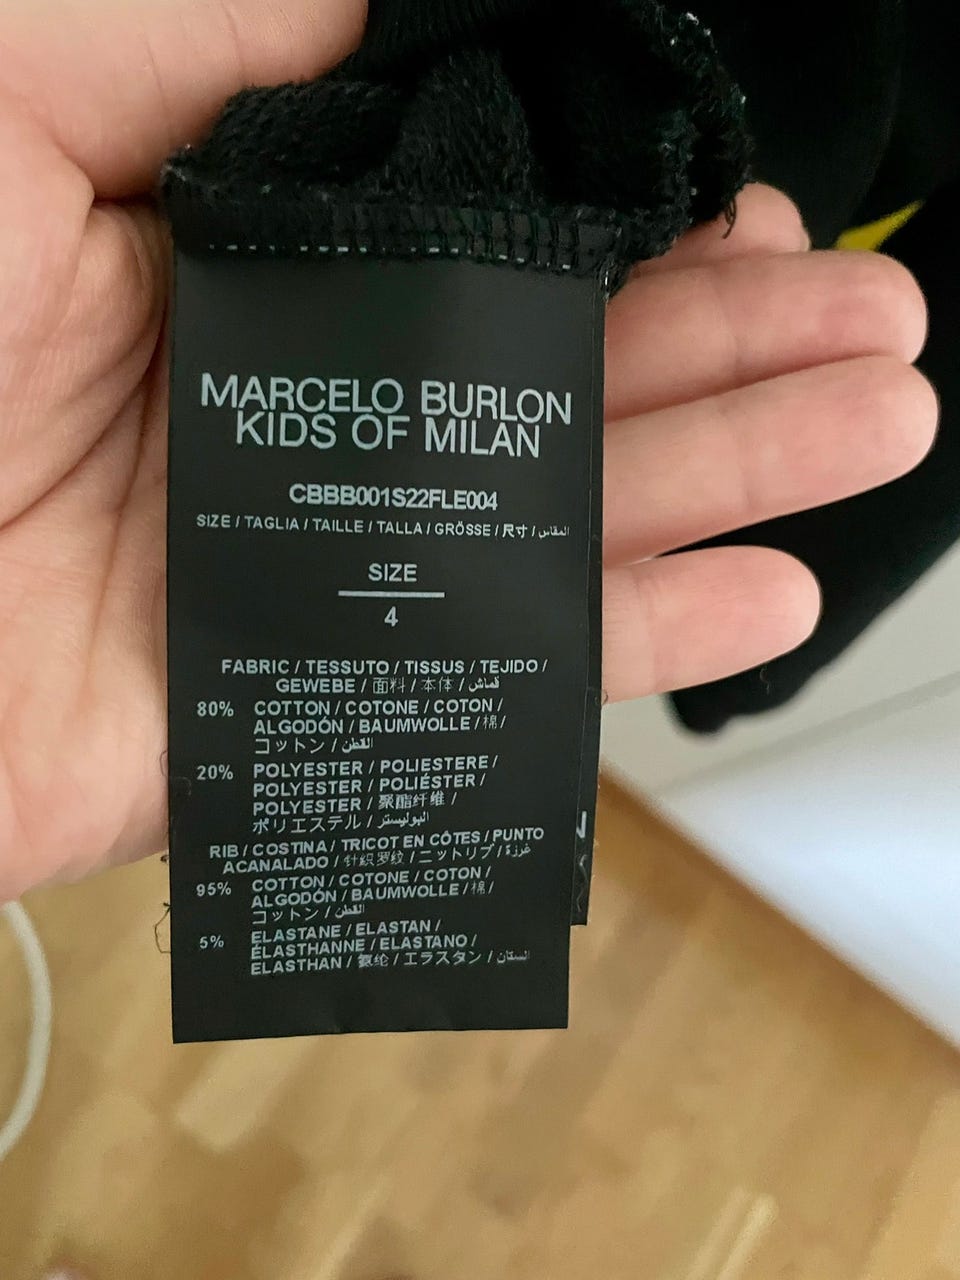 MARCELO BURLON
KIDS OF MILAN
CBBB001S22FLE004
SIZE / TAGLIA / TAILLE / TALLA / GRÖSSE / 尺寸 / المقاس
SIZE
4
FABRIC / TESSUTO / TISSUS / TEJIDO /
GEWEBE / 面料 / 本体 / قماش
80% COTTON / COTONE / COTON /
ALGODÓN / BAUMWOLLE / 棉 /
コットン / القطن
20% POLYESTER / POLIESTERE /
POLYESTER / POLIÉSTER /
POLYESTER / 聚酯纤维 /
ポリエステル / البوليستر
RIB / COSTINA / TRICOT EN CÔTES / PUNTO
ACANALADO / 针织罗纹 / ニットリブ / غرزة
95% COTTON / COTONE / COTON /
ALGODÓN / BAUMWOLLE / 棉 /
コットン / القطن
5% ELASTANE / ELASTAN /
ÉLASTHANNE / ELASTANO /
ELASTHAN / 氨纶 / エラスタン / الستان
N